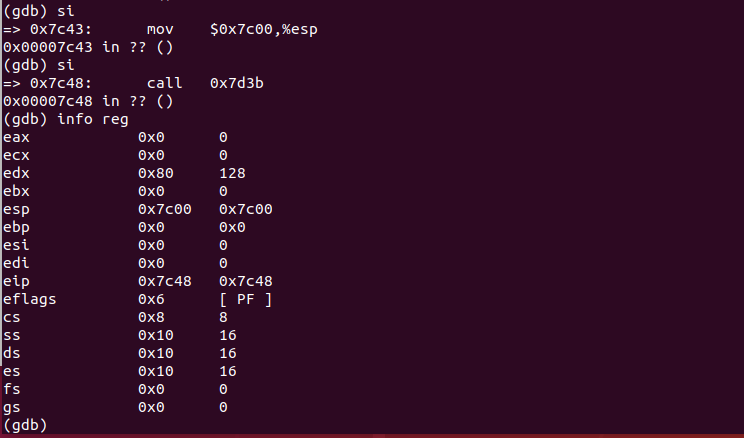 (gdb) si
=> 0x7c43:      mov    $0x7c00,%esp
0x00007c43 in ?? ()
(gdb) si
=> 0x7c48:      call   0x7d3b
0x00007c48 in ?? ()
(gdb) info reg
eax            0x0      0
ecx            0x0      0
edx            0x80     128
ebx            0x0      0
esp            0x7c00   0x7c00
ebp            0x0      0x0
esi            0x0      0
edi            0x0      0
eip            0x7c48   0x7c48
eflags         0x6      [ PF ]
cs             0x8      8
ss             0x10     16
ds             0x10     16
es             0x10     16
fs             0x0      0
gs             0x0      0
(gdb)